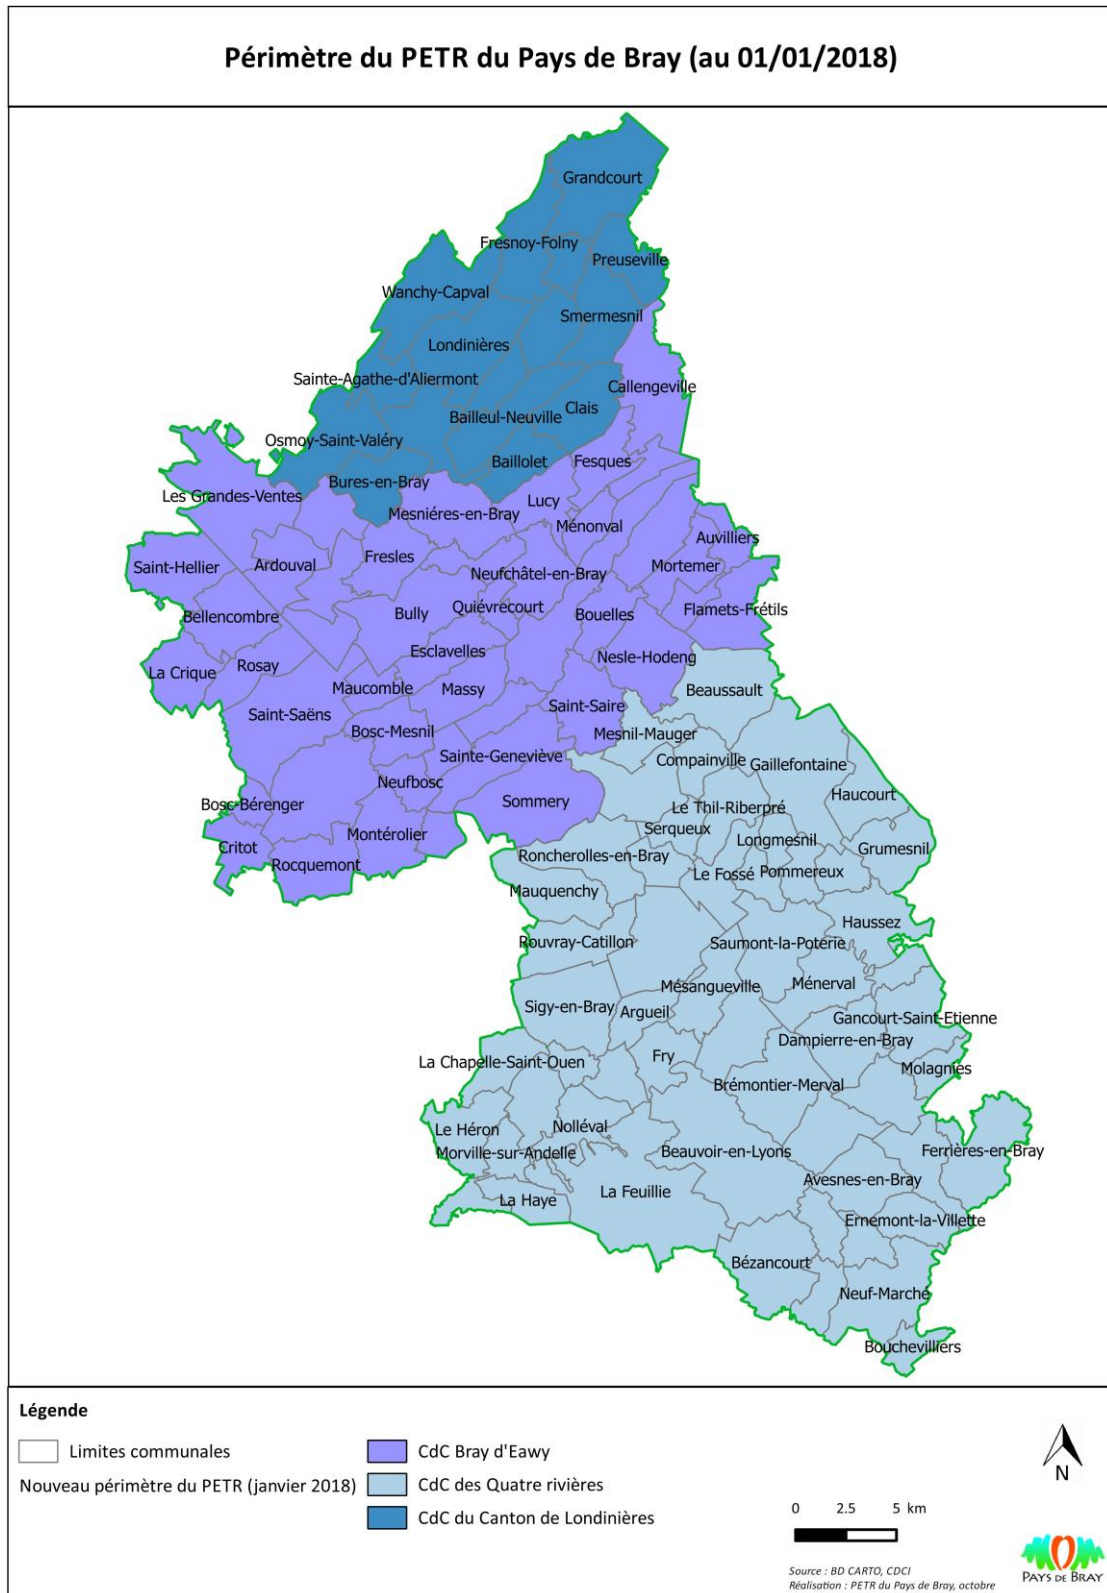 Périmètre du PETR du Pays de Bray (au 01/01/2018)
Grandcourt
Fresnoy-Folny
Preuseville
Wanchy-Capval
Smermesnil
Londinières
Sainte-Agathe-d'Aliermont
Callengeville
Clais
Bailleul-Neuville
Osmoy-Saint-Valéry
Baillolet
Fesques
Bures-en-Bray
Les Grandes-Ventes
Lucy
Mesniéres-en-Bray
Ménonval
Auvilliers
Fresles
Ardouval
Saint-Hellier
Mortemer
Neufchâtel-en-Bray
Quiévrecourt
Flamets-Frétils
Bully
Bouelles
Bellencombre
Esclavelles
Nesle-Hodeng
Rosay
La Crique
Maucomble
Massy
Beaussault
Saint-Saire
Saint-Saëns
Bosc-Mesnil
Mesnil-Mauger
Sainte-Geneviève
Compainville
Gaillefontaine
Neufbosc
Haucourt
Bosc-Bérenger
Sommery
Le Thil-Riberpré
Serqueux
Montérolier
Longmesnil
Critot
Grumesnil
Roncherolles-en-Bray
Rocquemont
Le Fossé
Pommereux
Mauquenchy
Haussez
Rouvray-Catillon
Saumont-la-Poterie
Mésangueville
Ménerval
Sigy-en-Bray
Argueil
Gancourt-Saint-Etienne
Dampierre-en-Bray
Fry
La Chapelle-Saint-Ouen
Molagnies
Brémontier-Merval
Nolléval
Le Héron
Morville-sur-Andelle
Beauvoir-en-Lyons
Ferrières-en-Bray
Avesnes-en-Bray
La Feuillie
La Haye
Ernemont-la-Villette
Bézancourt
Neuf-Marché
Bouchevilliers
Légende
Limites communales
Nouveau périmètre du PETR (janvier 2018)
CdC Bray d'Eawy
CdC des Quatre rivières
CdC du Canton de Londinières
N
0 2.5 5 km
Source : BD CARTO, CDCI
Réalisation : PETR du Pays de Bray, octobre
PAYS DE BRAY